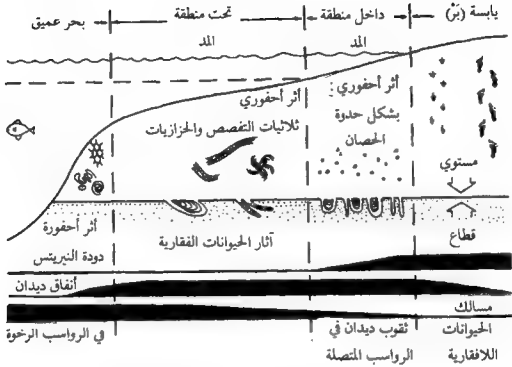 يابسة (بَرْ)
داخل منطقة
المد
تحت منطقة
المد
بحر عميق
أثر أحفوري
بشكل حدوة
الحصان
أثر أحفوري
ثلاثيات التفصص والحزازيات
مستوي
قطاع
آثار الحيوانات الفقارية
أثر أحفورة
دودة النيريتس
أنفاق ديدان
في الرواسب الرخوة
مسالك
الحيوانات
اللافقارية
ثقوب ديدان في
الرواسب المتصلة